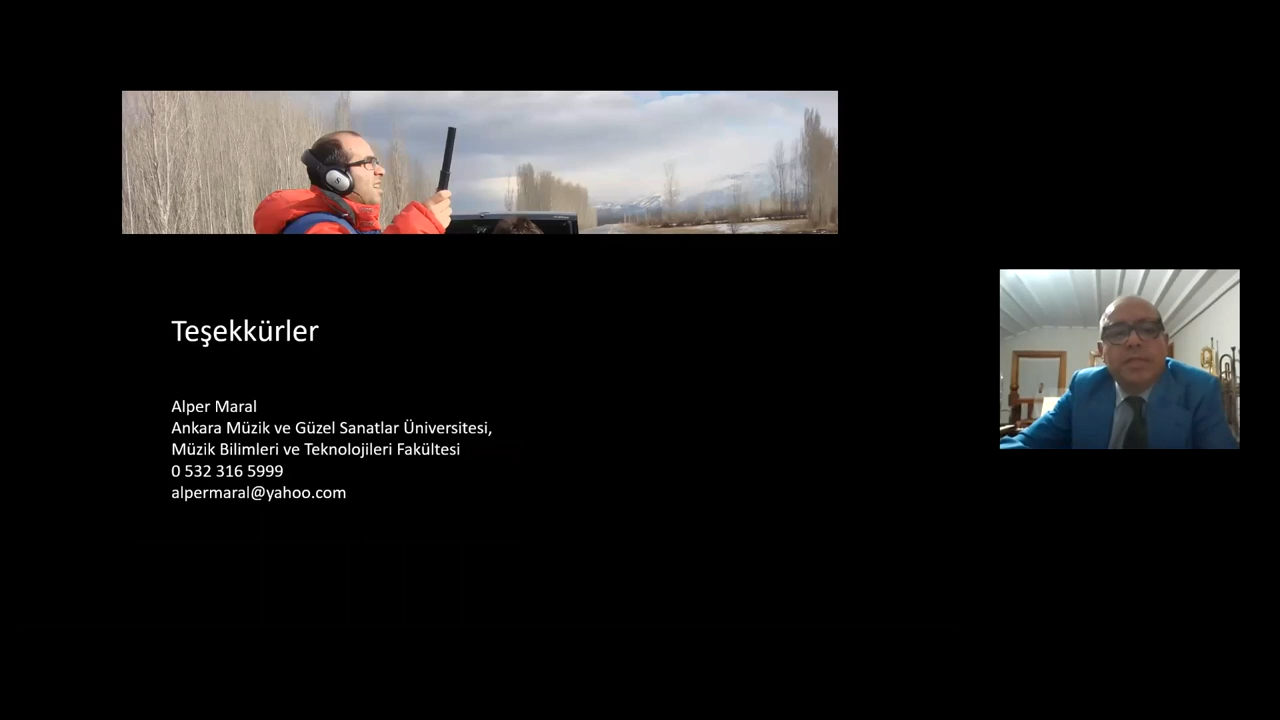 Teşekkürler
Alper Maral
Ankara Müzik ve Güzel Sanatlar Üniversitesi,
Müzik Bilimleri ve Teknolojileri Fakültesi
0 532 316 5999
alpermaral@yahoo.com